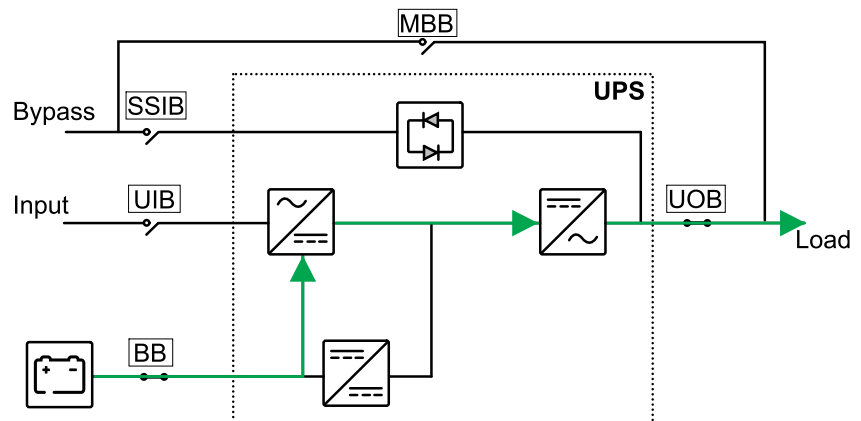 MBB
UPS
Bypass
SSIB
Input
UIB
UOB
Load
BB